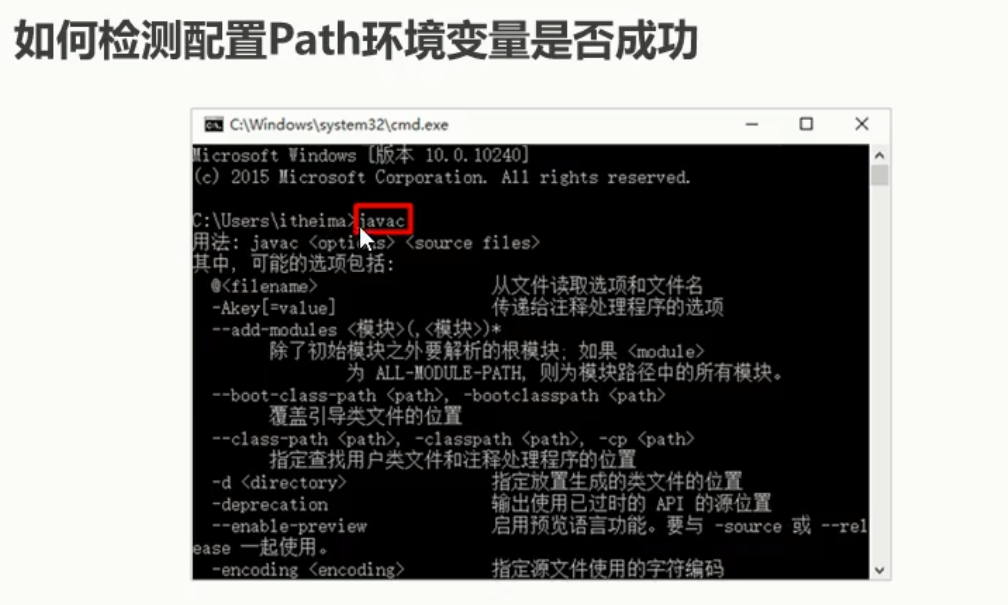 如何检测配置Path环境变量是否成功
C:\Windows\system32\cmd.exe
Microsoft Windows [版本 10.0.10240]
(c) 2015 Microsoft Corporation. All rights reserved.
C:\Users\itheima>javac
用法: javac <options> <source files>
其中, 可能的选项包括:
@<filename> 从文件读取选项和文件名
-Akey[=value] 传递给注释处理程序的选项
--add-modules <模块>(,<模块>)*
除了初始模块之外要解析的根模块; 如果 <module>
为 ALL-MODULE-PATH, 则为模块路径中的所有模块。
--boot-class-path <path>, -bootclasspath <path>
覆盖引导类文件的位置
--class-path <path>, -classpath <path>, -cp <path>
指定查找用户类文件和注释处理程序的位置
-d <directory> 指定放置生成的类文件的位置
-deprecation 输出使用已过时的 API 的源位置
--enable-preview 启用预览语言功能。要与 -source 或 --rel
ease 一起使用。
-encoding <encoding> 指定源文件使用的字符编码